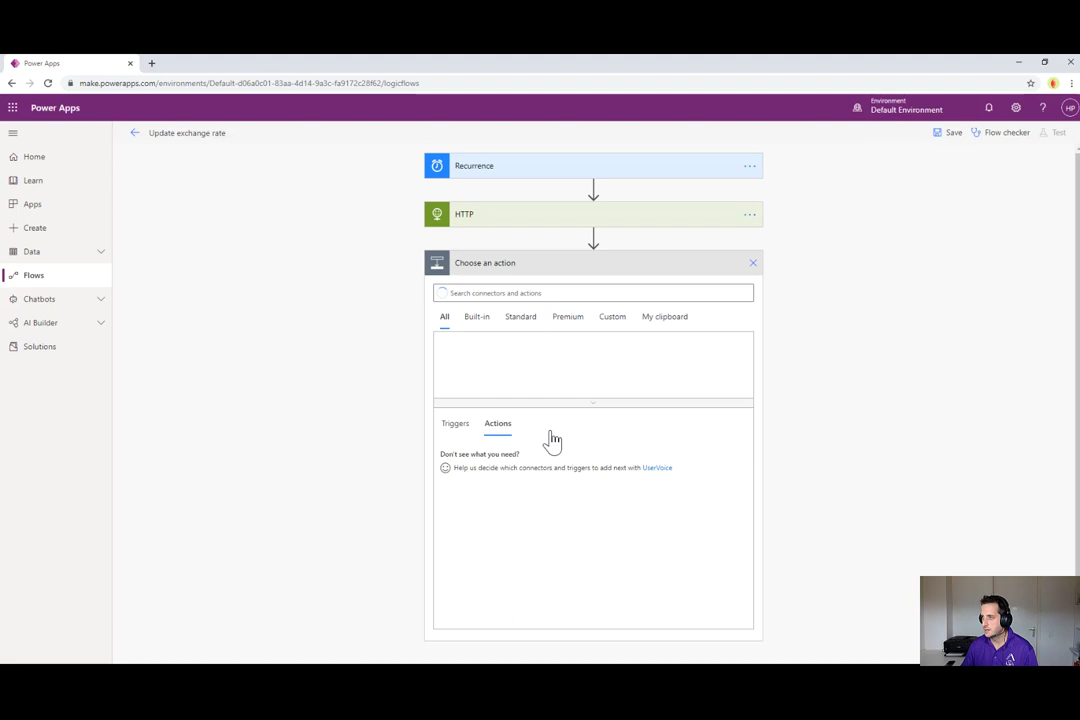 Power Apps
make.powerapps.com/environments/Default-d06a0c01-83aa-4d14-9a3c-fa9172c28f62/logicflows
Power Apps
Environment
Default Environment
HP
Update exchange rate
Save
Flow checker
Test
Home
Learn
Apps
Create
Data
Flows
Chatbots
AI Builder
Solutions
Recurrence
HTTP
Choose an action
Search connectors and actions
All Built-in Standard Premium Custom My clipboard
Triggers Actions
Don't see what you need?
Help us decide which connectors and triggers to add next with UserVoice